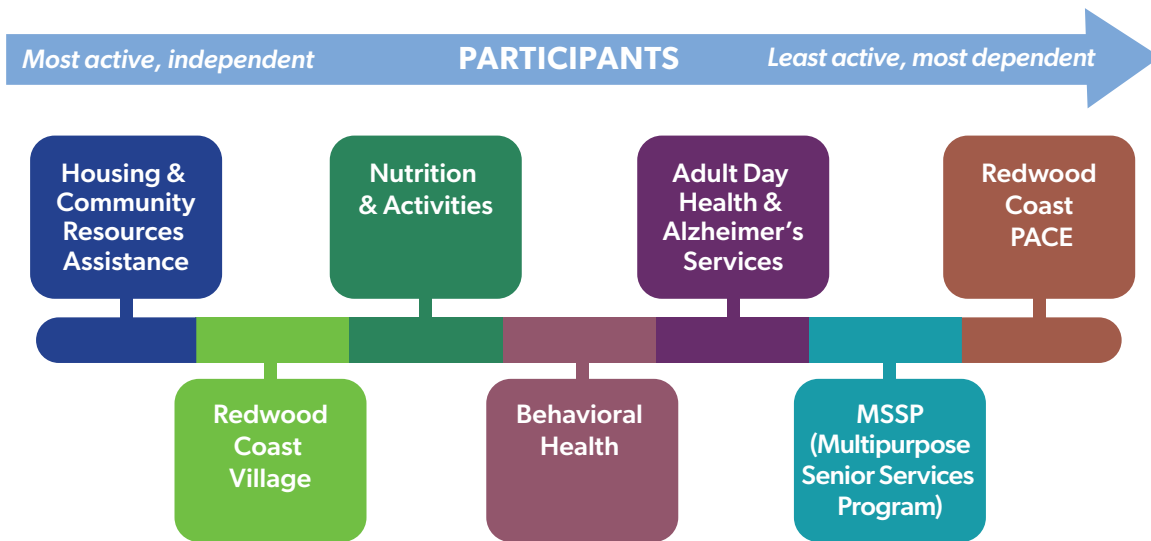 Most active, independent
PARTICIPANTS
Least active, most dependent
Housing &
Community
Resources
Assistance
Nutrition
& Activities
Adult Day
Health &
Alzheimer’s
Services
Redwood
Coast
PACE
Redwood
Coast
Village
Behavioral
Health
MSSP
(Multipurpose
Senior Services
Program)